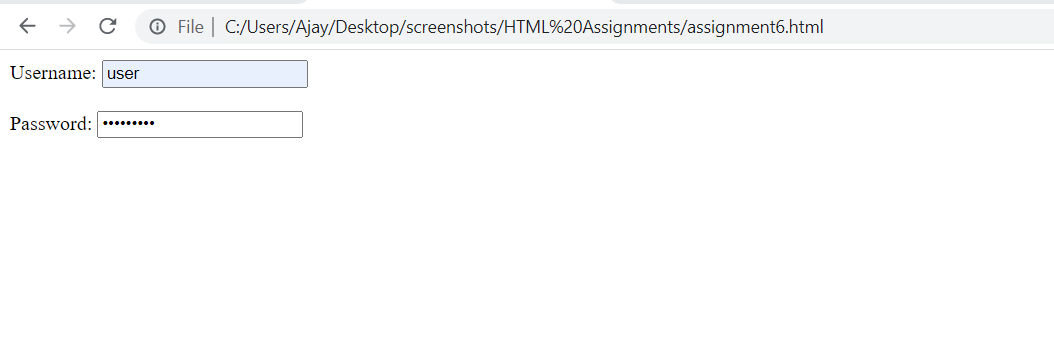 File | C:/Users/Ajay/Desktop/screenshots/HTML%20Assignments/assignment6.html
Username: user
Password: •••••••••